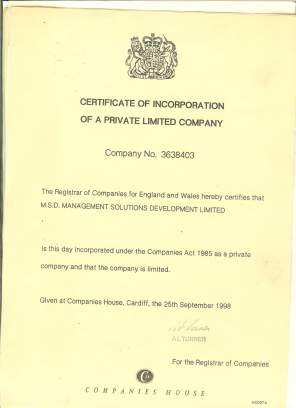 CERTIFICATE OF INCORPORATION
OF A PRIVATE LIMITED COMPANY
Company No. 3638403
The Registrar of Companies for England and Wales hereby certifies that
M.S.D. MANAGEMENT SOLUTIONS DEVELOPMENT LIMITED
Is this day incorporated under the Companies Act 1985 as a private
company and that the company is limited.
Given at Companies House, Cardiff, the 25th September 1998
A L TURNER
For the Registrar of Companies
COMPANIES HOUSE